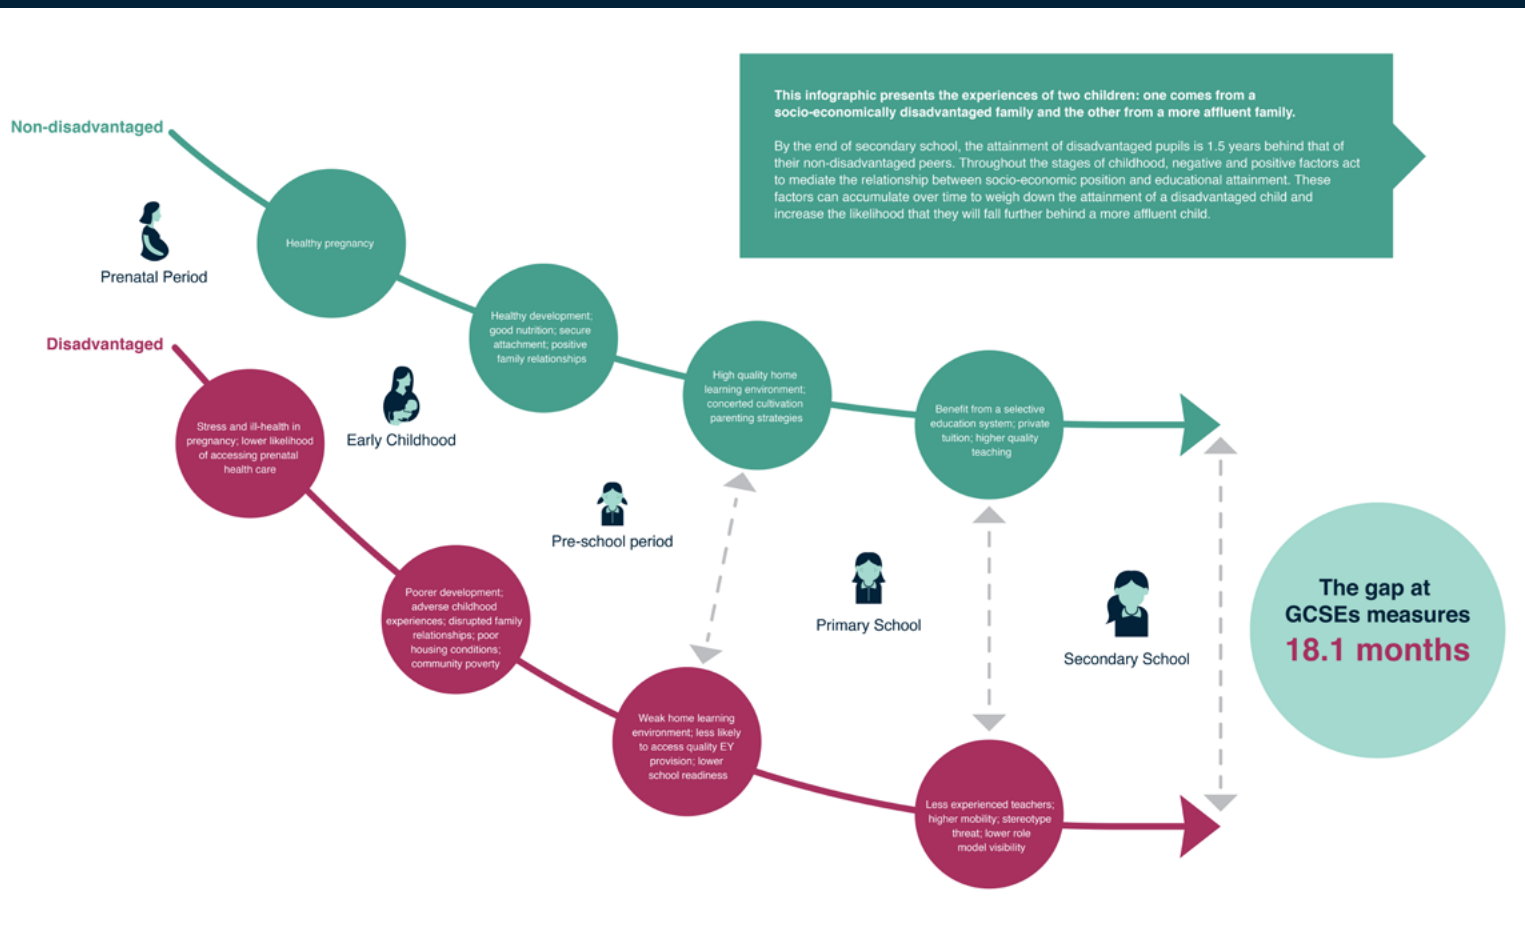 This infographic presents the experiences of two children: one comes from a
socio-economically disadvantaged family and the other from a more affluent family.
By the end of secondary school, the attainment of disadvantaged pupils is 1.5 years behind that of
their non-disadvantaged peers. Throughout the stages of childhood, negative and positive factors act
to mediate the relationship between socio-economic position and educational attainment. These
factors can accumulate over time to weigh down the attainment of a disadvantaged child and
increase the likelihood that they will fall further behind a more affluent child.
Non-disadvantaged
Healthy pregnancy
Prenatal Period
Healthy development;
good nutrition; secure
attachment; positive
family relationships
Disadvantaged
High quality home
learning environment;
concerted cultivation
parenting strategies
Benefit from a selective
education system; private
tuition; higher quality
teaching
Stress and ill-health in
pregnancy; lower likelihood
of accessing prenatal
health care
Early Childhood
Pre-school period
Primary School
Secondary School
The gap at
GCSEs measures
18.1 months
Poorer development;
adverse childhood
experiences; disrupted family
relationships; poor
housing conditions;
community poverty
Weak home learning
environment; less likely
to access quality EY
provision; lower
school readiness
Less experienced teachers;
higher mobility; stereotype
threat; lower role
model visibility